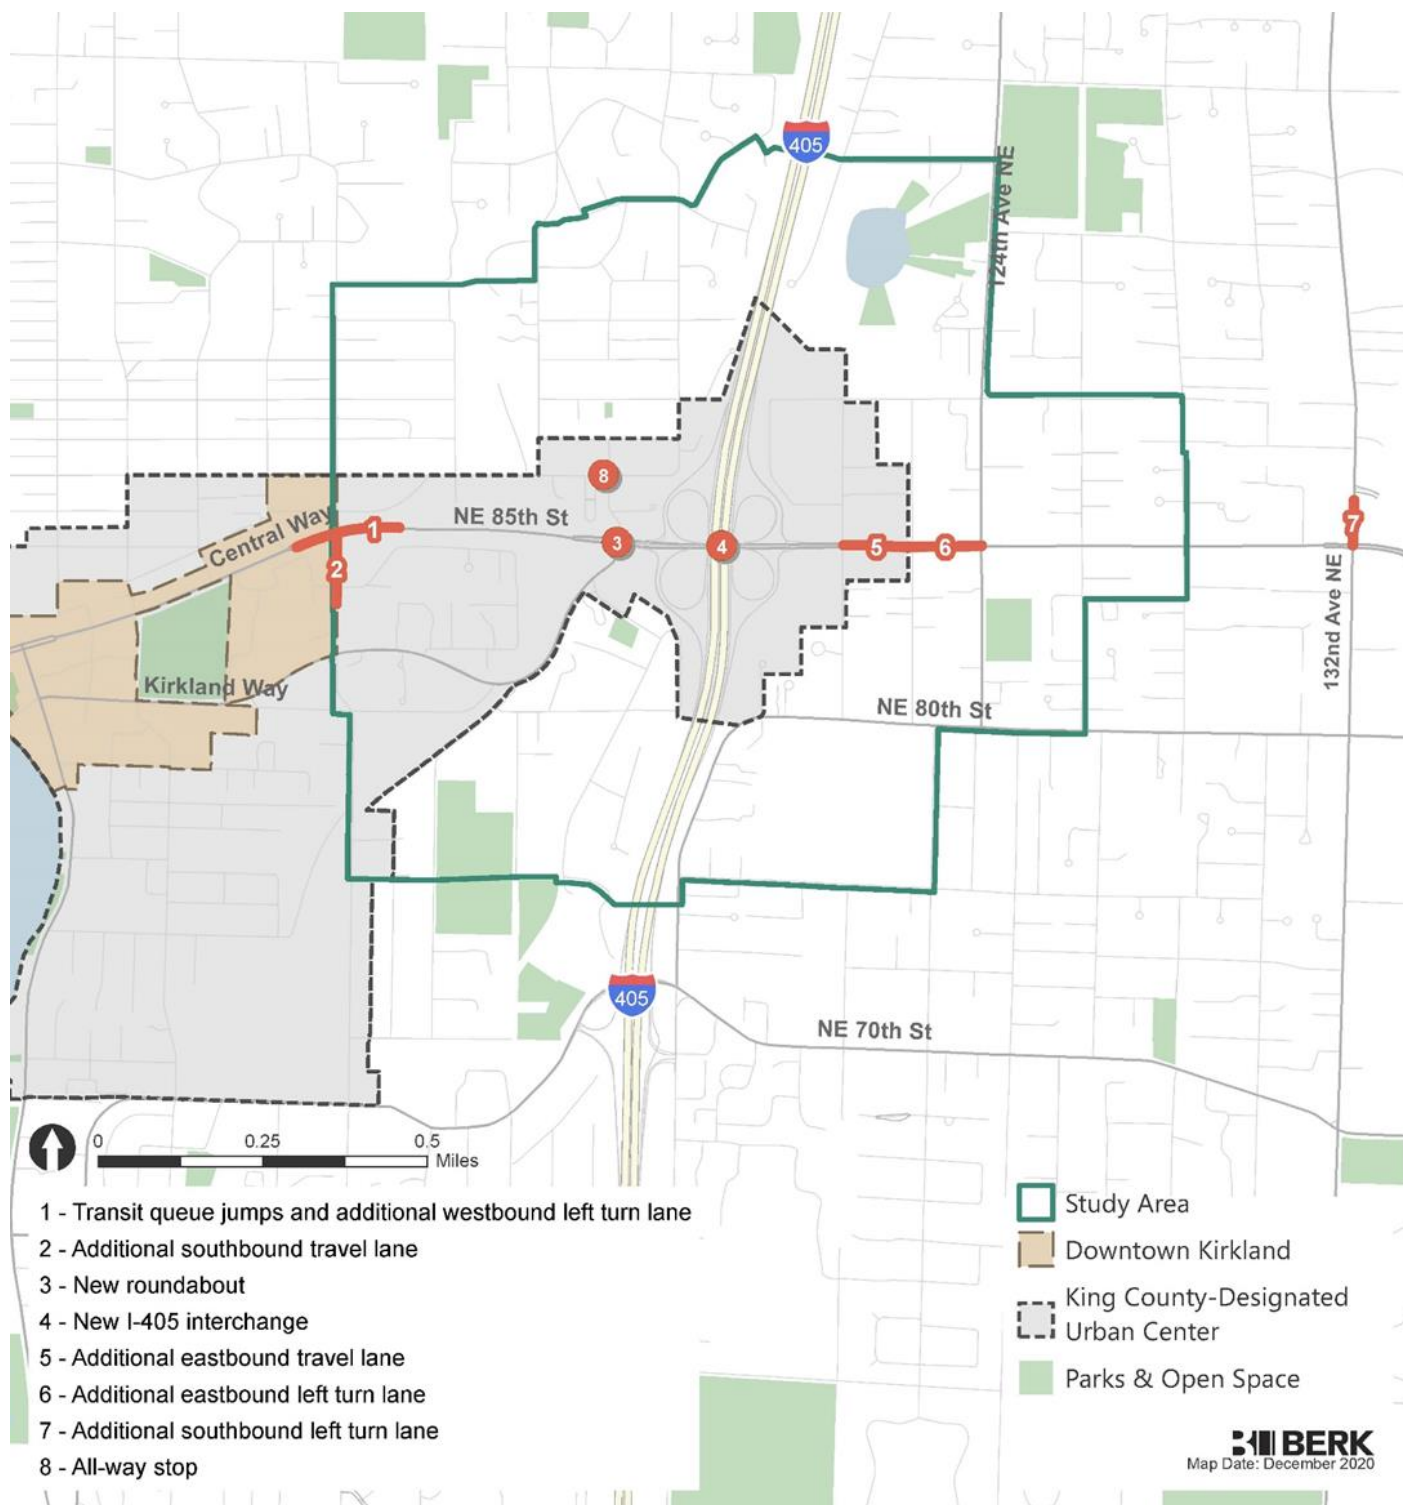 405
124th Ave NE
8
NE 85th St
Central Way
1
2
3
4
5
6
7
132nd Ave NE
Kirkland Way
NE 80th St
405
NE 70th St
0 0.25 0.5
Miles
1 - Transit queue jumps and additional westbound left turn lane
2 - Additional southbound travel lane
3 - New roundabout
4 - New I-405 interchange
5 - Additional eastbound travel lane
6 - Additional eastbound left turn lane
7 - Additional southbound left turn lane
8 - All-way stop
Study Area
Downtown Kirkland
King County-Designated
Urban Center
Parks & Open Space
BERK
Map Date: December 2020